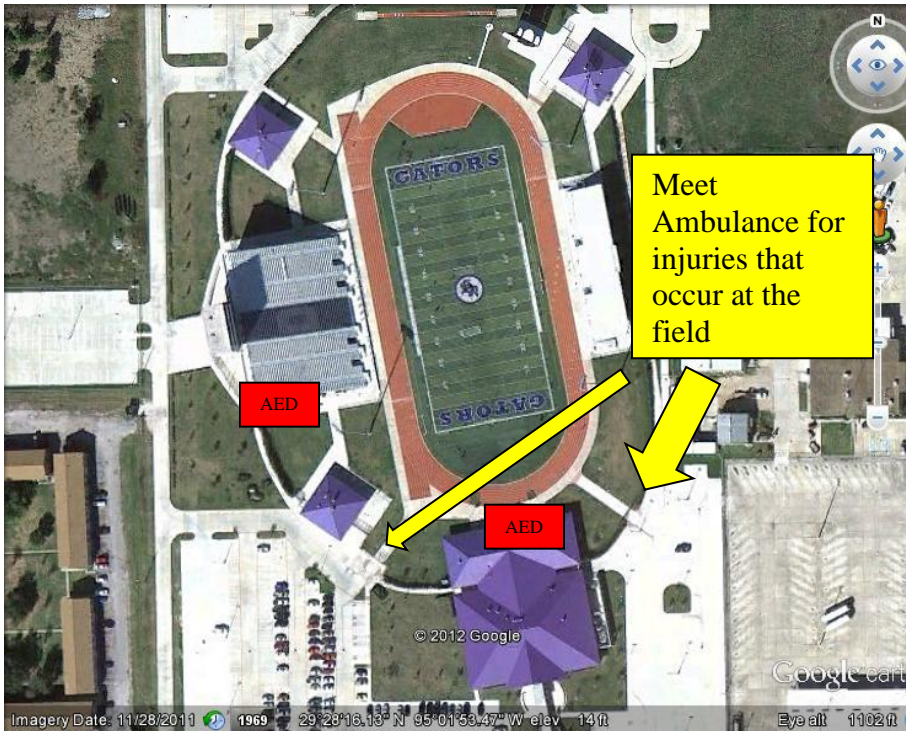 N
GATORS
Meet
Ambulance for
injuries that
occur at the
field
AED
GATORS
AED
© 2012 Google
Google eart
Imagery Date: 11/28/2011 1969 29°28'16.13" N 95°01'53.47" W elev 14 ft Eye alt 1102 ft